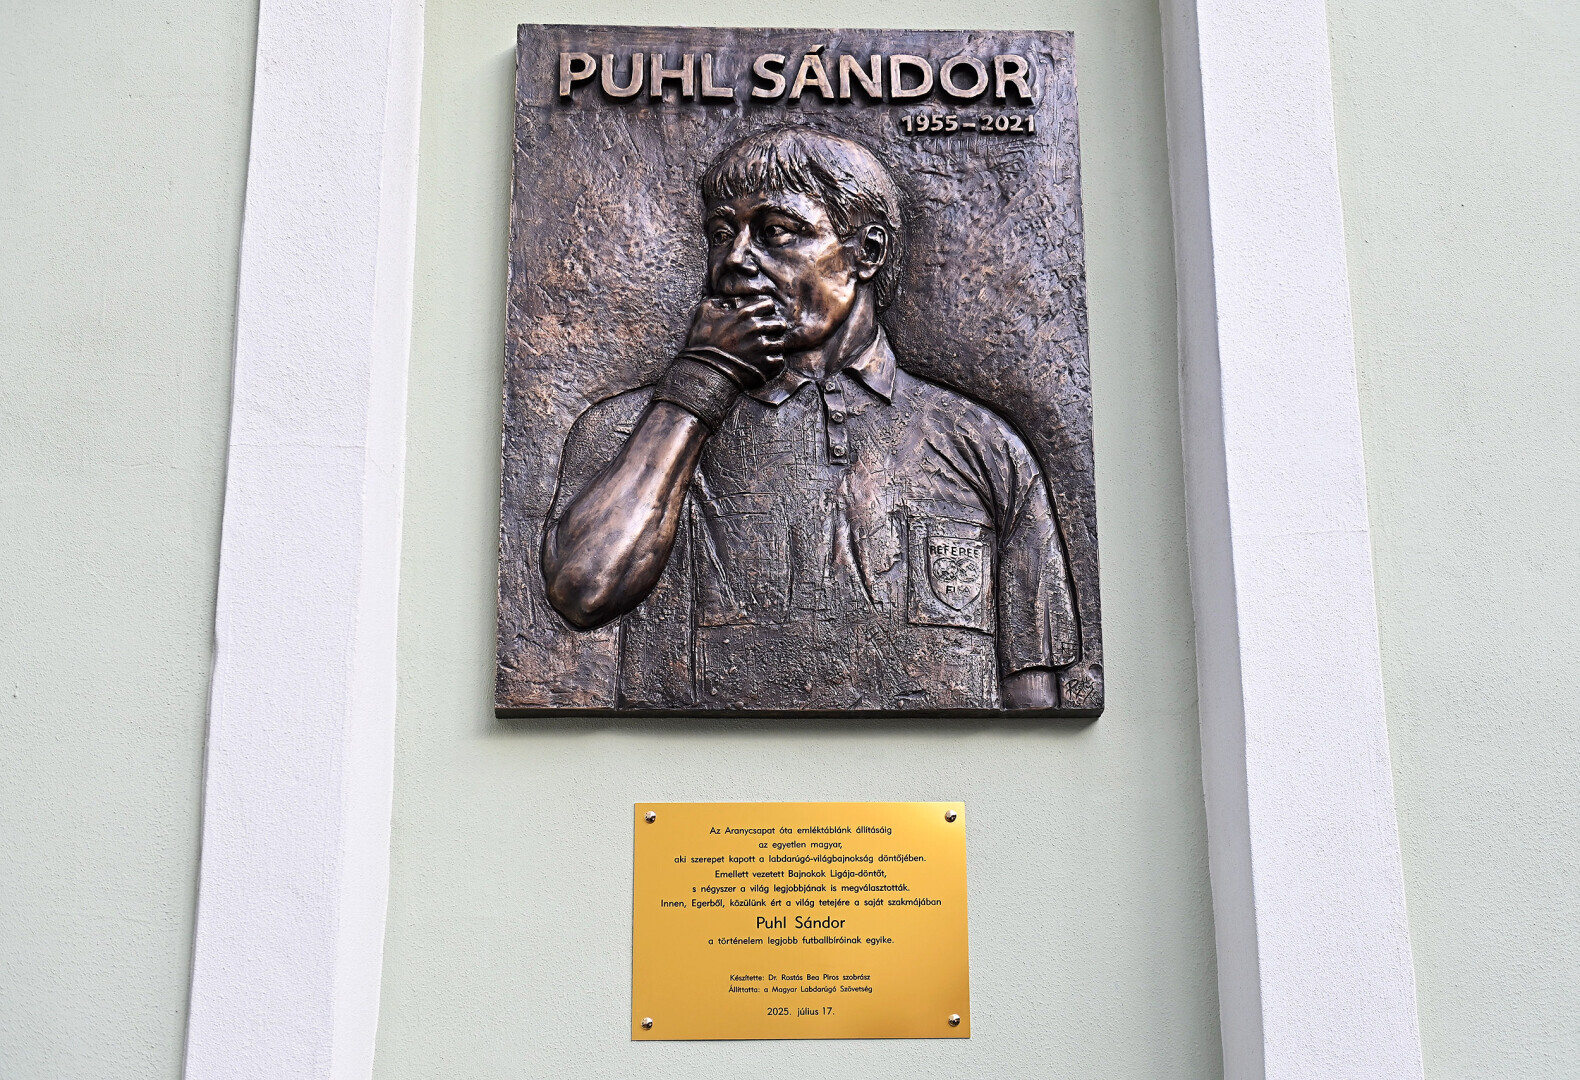 PUHL SÁNDOR
1955–2021
REFEREE
FIFA
Az Aranycsapat óta emléktáblánk állításáig
az egyetlen magyar,
aki szerepet kapott a labdarúgó-világbajnokság döntőjében.
Emellett vezetett Bajnokok Ligája-döntőt,
s négyszer a világ legjobbjának is megválasztották.
Innen, Egerből, közülünk ért a világ tetejére a saját szakmájában
Puhl Sándor
a történelem legjobb futballbíróinak egyike.
Készítette: Dr. Rostás Bea Piros szobrász
Állíttatta: a Magyar Labdarúgó Szövetség
2025. július 17.